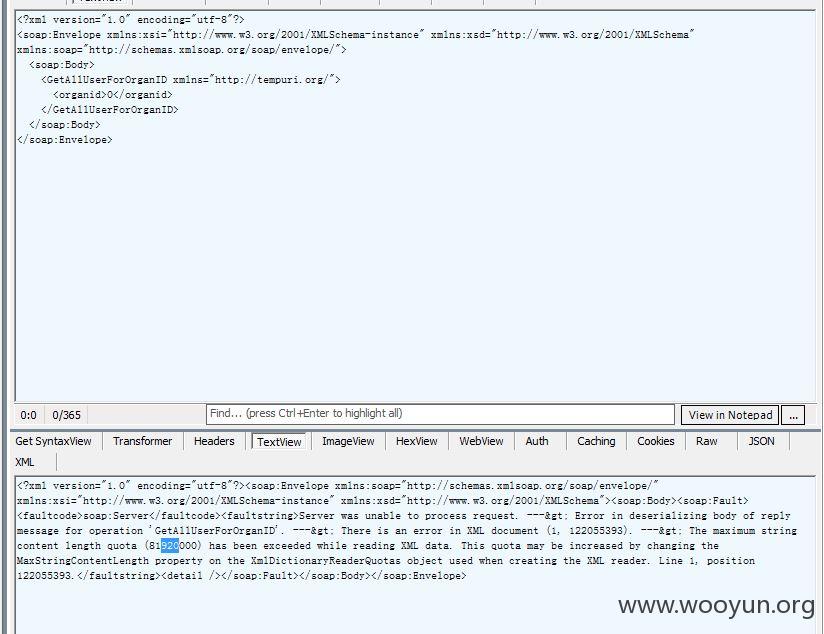 <?xml version="1.0" encoding="utf-8"?>
<soap:Envelope xmlns:xsi="http://www.w3.org/2001/XMLSchema-instance" xmlns:xsd="http://www.w3.org/2001/XMLSchema"
xmlns:soap="http://schemas.xmlsoap.org/soap/envelope/">
<soap:Body>
<GetAllUserForOrganID xmlns="http://tempuri.org/">
<organid>0</organid>
</GetAllUserForOrganID>
</soap:Body>
</soap:Envelope>
0:0 0/365 Find... (press Ctrl+Enter to highlight all) View in Notepad ...
Get SyntaxView Transformer Headers TextView ImageView HexView WebView Auth Caching Cookies Raw JSON
XML
<?xml version="1.0" encoding="utf-8"?><soap:Envelope xmlns:soap="http://schemas.xmlsoap.org/soap/envelope/"
xmlns:xsi="http://www.w3.org/2001/XMLSchema-instance" xmlns:xsd="http://www.w3.org/2001/XMLSchema"><soap:Body><soap:Fault>
<faultcode>soap:Server</faultcode><faultstring>Server was unable to process request. ---&gt; Error in deserializing body of reply
message for operation 'GetAllUserForOrganID'. ---&gt; There is an error in XML document (1, 122055393). ---&gt; The maximum string
content length quota (81920000) has been exceeded while reading XML data. This quota may be increased by changing the
MaxStringContentLength property on the XmlDictionaryReaderQuotas object used when creating the XML reader. Line 1, position
122055393.</faultstring><detail /></soap:Fault></soap:Body></soap:Envelope>
www.wooyun.org